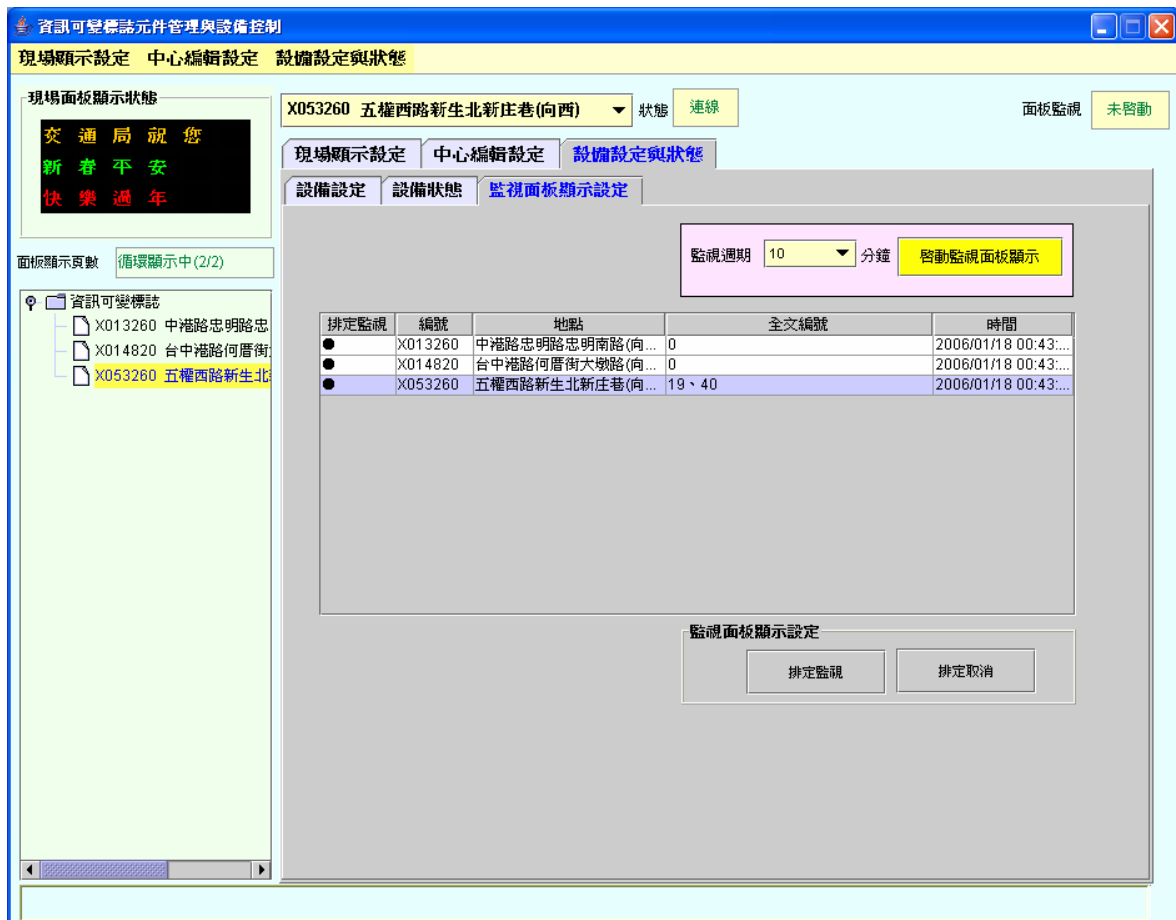 資訊可變標誌元件管理與設備控制
現場顯示設定 中心編輯設定 設備設定與狀態
現場面板顯示狀態
交通局祝您
新春平安
快樂過年
X053260 五權西路新生北新庄巷(向西) 狀態 連線 面板監視 未啓動
現場顯示設定 中心編輯設定 設備設定與狀態
設備設定 設備狀態 監視面板顯示設定
面板顯示頁數 循環顯示中(2/2)
監視週期 10 分鐘 啓動監視面板顯示
資訊可變標誌
X013260 中港路忠明路忠
X014820 台中港路何厝街
X053260 五權西路新生北
排定監視 編號 地點 全文編號 時間
● X013260 中港路忠明路忠明南路(向... 0 2006/01/18 00:43:...
● X014820 台中港路何厝街大墩路(向... 0 2006/01/18 00:43:...
● X053260 五權西路新生北新庄巷(向... 19、40 2006/01/18 00:43:...
監視面板顯示設定
排定監視 排定取消